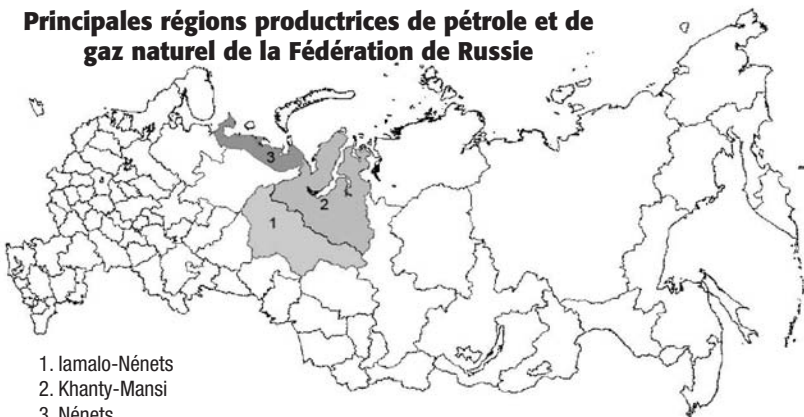 Principales régions productrices de pétrole et de
gaz naturel de la Fédération de Russie
3
2
1
1. Iamalo-Nénets
2. Khanty-Mansi
3. Nénets